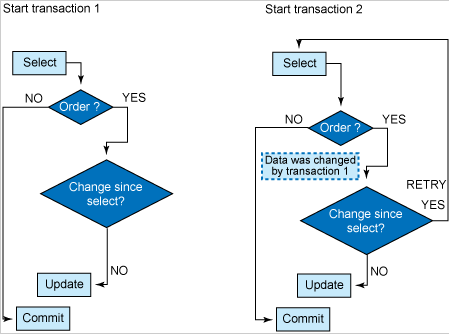 Start transaction 1
Select
NO
YES
Order ?
Change since
select?
NO
Update
Commit
Start transaction 2
Select
NO
YES
Order ?
Data was changed
by transaction 1
RETRY
YES
Change since
select?
NO
Update
Commit